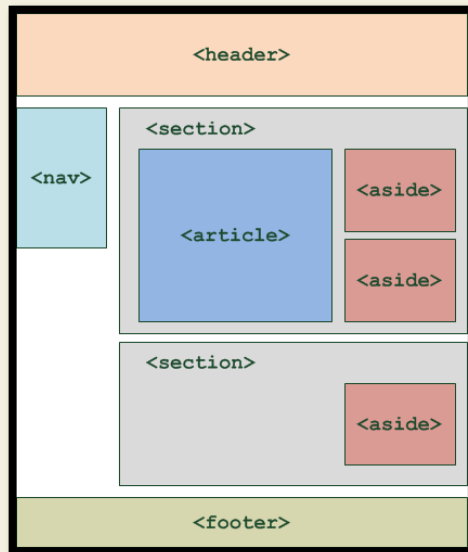 <header>
<nav>
<section>
<article>
<aside>
<aside>
<section>
<aside>
<footer>